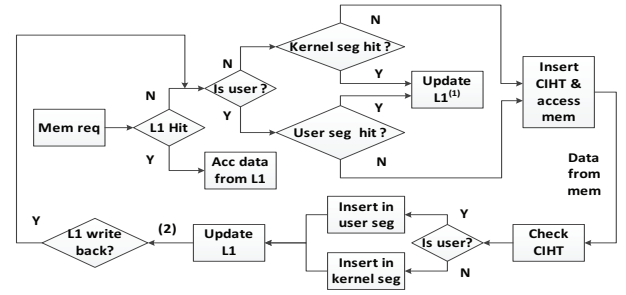 N
Kernel seg hit ?
N
Y
Is user ?
Update
L1(1)
Insert
CIHT &
access
mem
N
Mem req
L1 Hit
Y
Y
User seg hit ?
N
Y
Acc data
from L1
Data
from
mem
Insert in
user seg
Y
Y
L1 write
back?
(2)
Update
L1
Is user?
Check
CIHT
Insert in
kernel seg
N